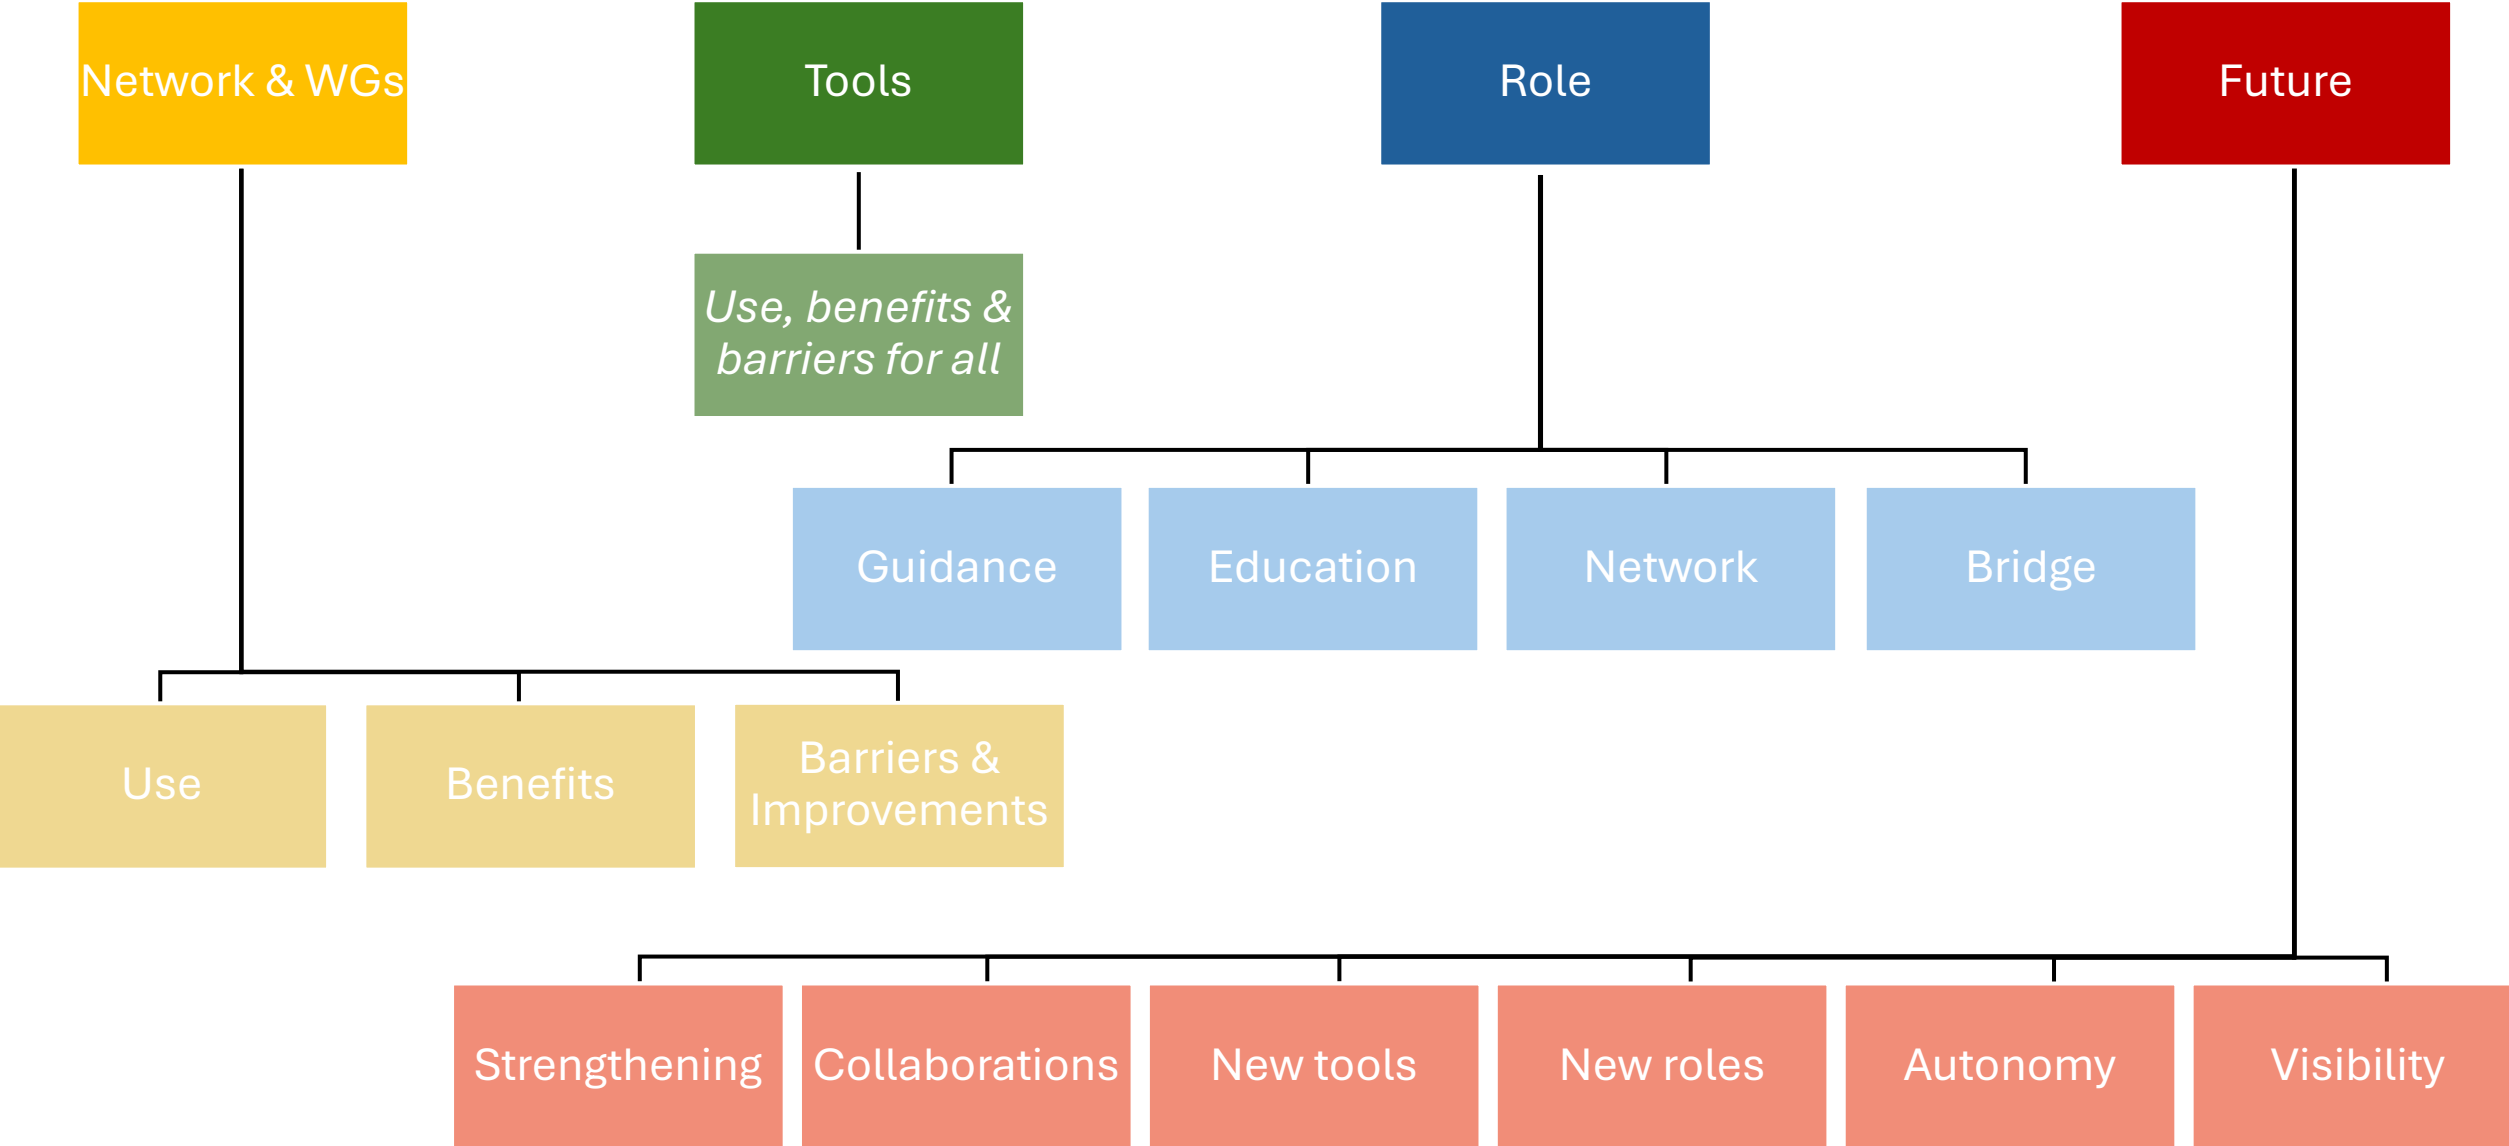 Network & WGs
Tools
Role
Future
Use, benefits &
barriers for all
Guidance
Education
Network
Bridge
Use
Benefits
Barriers &
Improvements
Strengthening
Collaborations
New tools
New roles
Autonomy
Visibility